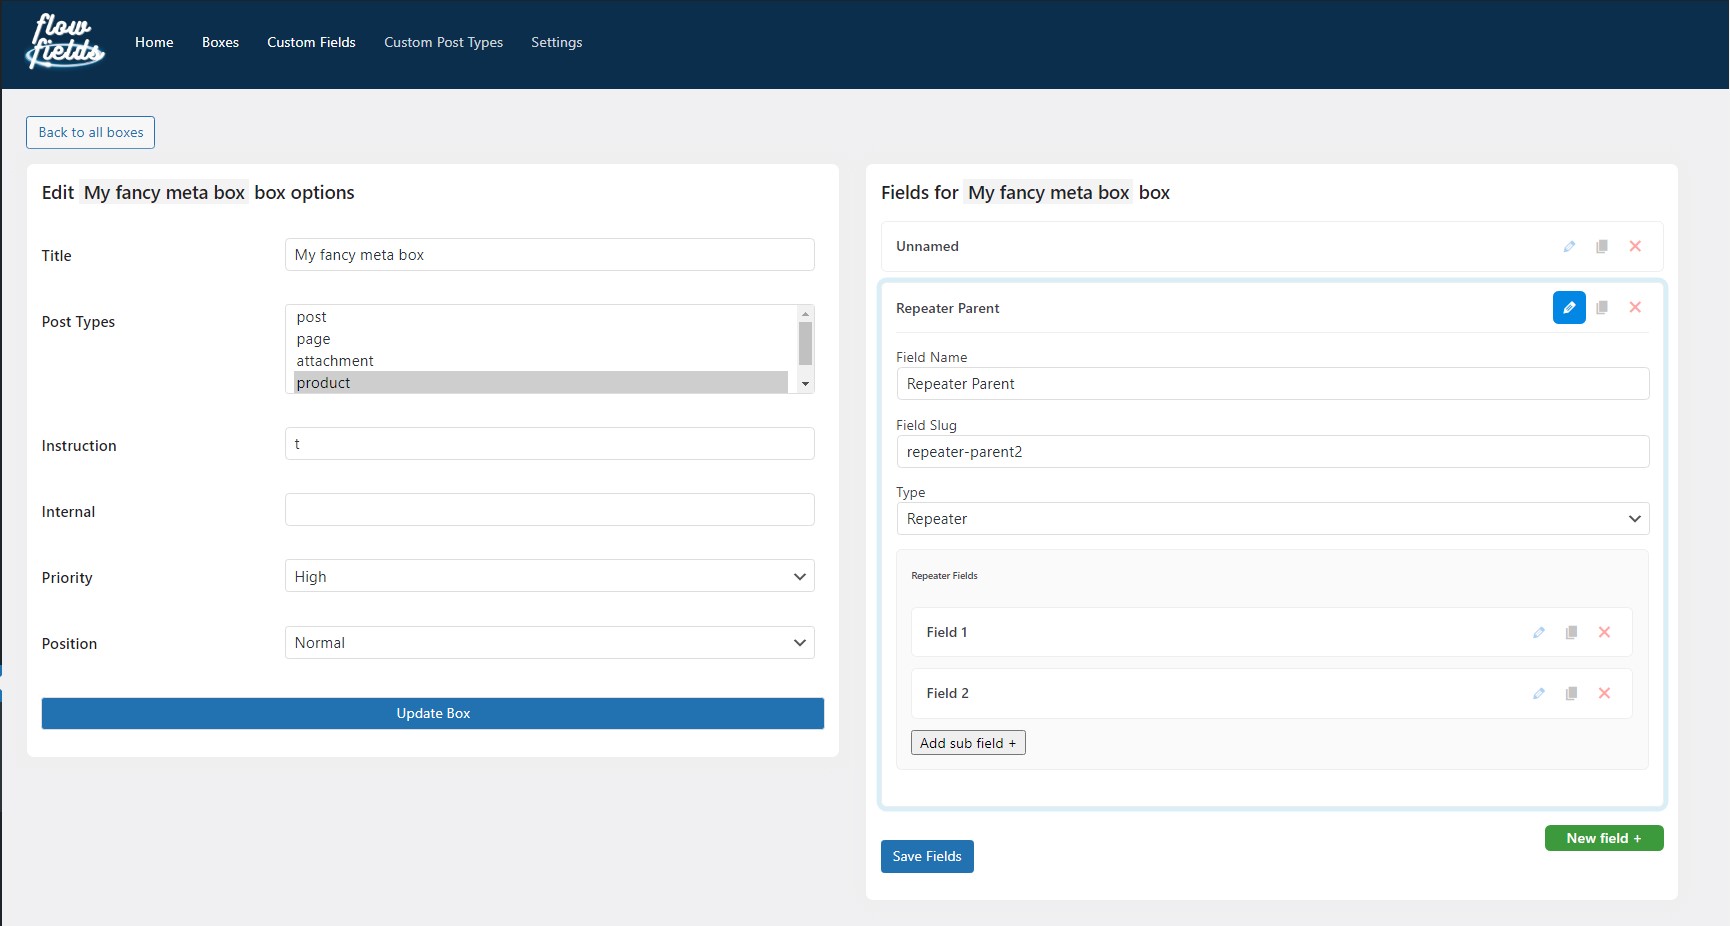 flow
fields
Home Boxes Custom Fields Custom Post Types Settings
Back to all boxes
Edit My fancy meta box box options
Title
My fancy meta box
Post Types
post
page
attachment
product
Instruction
t
Internal
Priority
High
Position
Normal
Update Box
Fields for My fancy meta box box
Unnamed
Repeater Parent
Field Name
Repeater Parent
Field Slug
repeater-parent2
Type
Repeater
Repeater Fields
Field 1
Field 2
Add sub field +
New field +
Save Fields